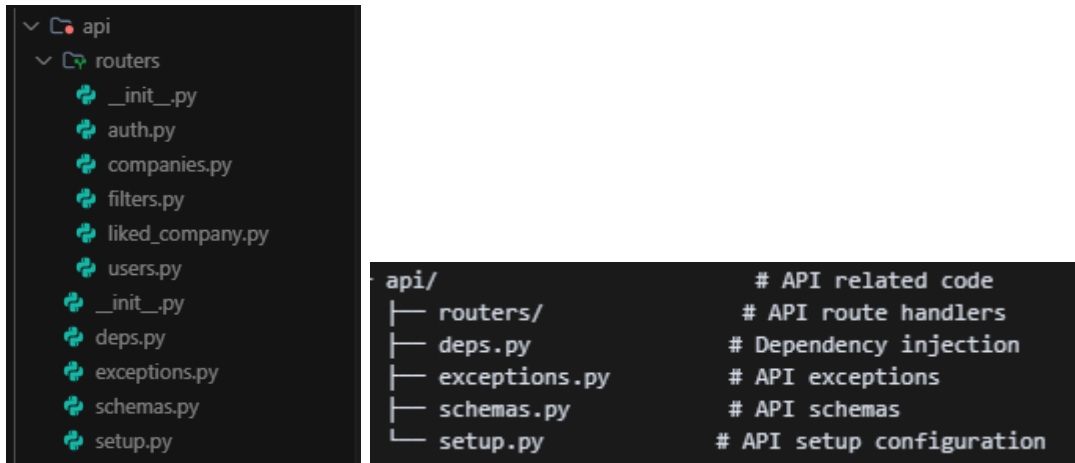 api
routers
__init__.py
auth.py
companies.py
filters.py
liked_company.py
users.py
__init__.py
deps.py
exceptions.py
schemas.py
setup.py
api/ # API related code
├── routers/ # API route handlers
├── deps.py # Dependency injection
├── exceptions.py # API exceptions
├── schemas.py # API schemas
└── setup.py # API setup configuration